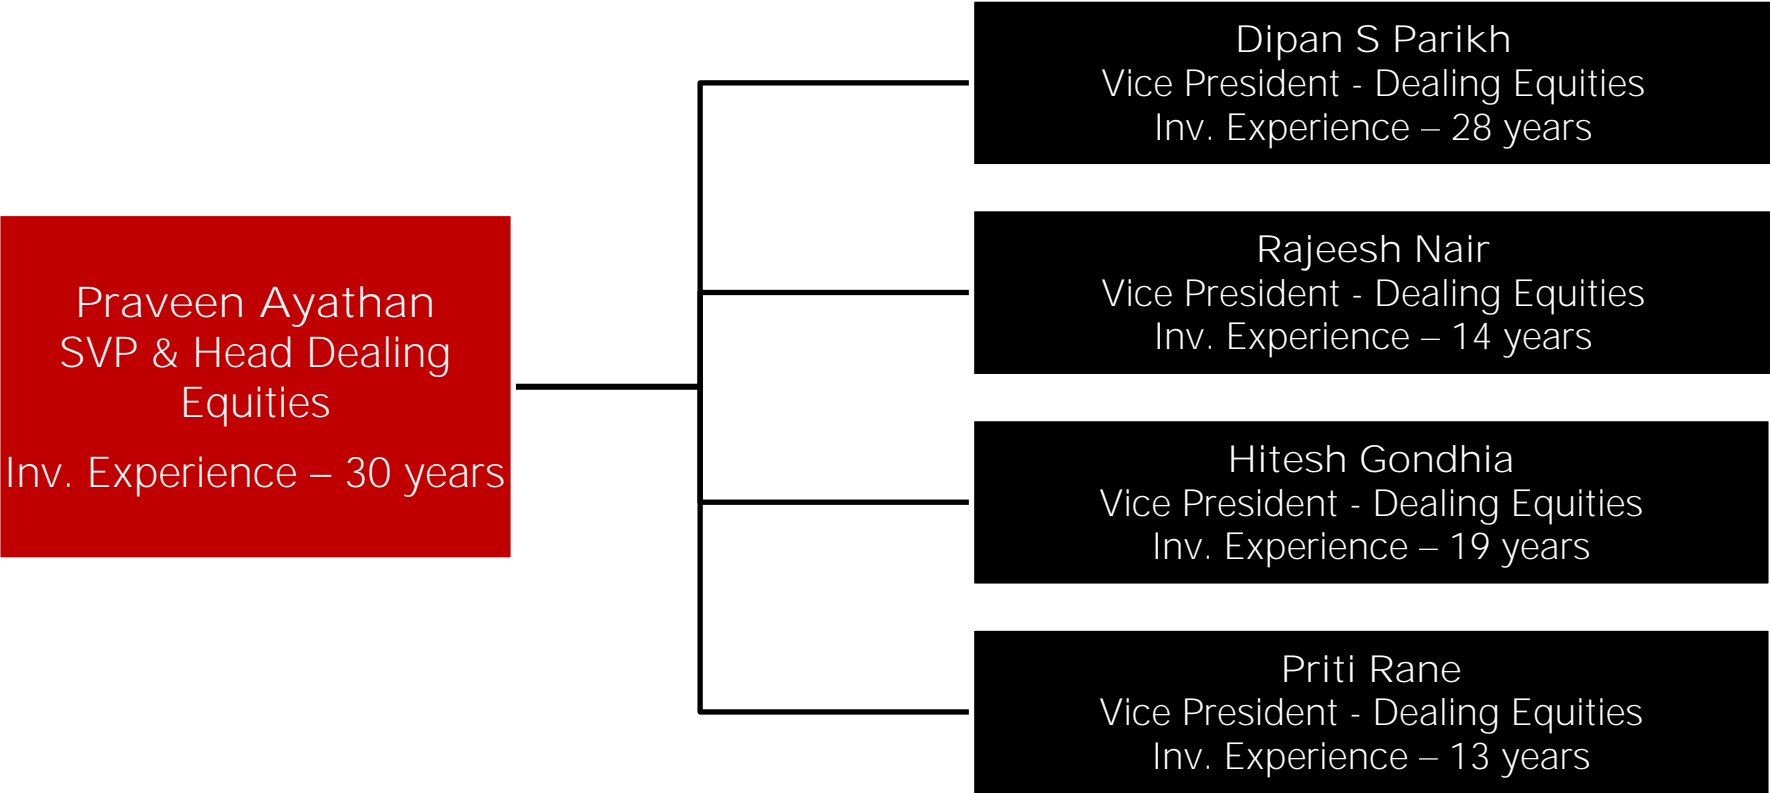 Praveen Ayathan
SVP & Head Dealing
Equities
Inv. Experience – 30 years
Dipan S Parikh
Vice President - Dealing Equities
Inv. Experience – 28 years
Rajeesh Nair
Vice President - Dealing Equities
Inv. Experience – 14 years
Hitesh Gondhia
Vice President - Dealing Equities
Inv. Experience – 19 years
Priti Rane
Vice President - Dealing Equities
Inv. Experience – 13 years